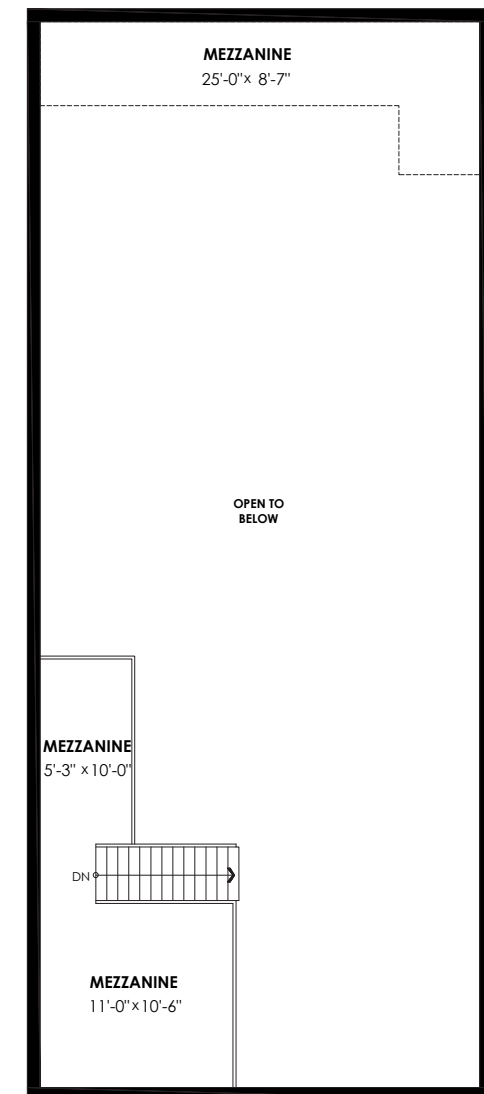 MEZZANINE
25'-0"x 8'-7"
OPEN TO
BELOW
MEZZANINE
5'-3" x 10'-0"
DN
MEZZANINE
11'-0" x 10'-6"